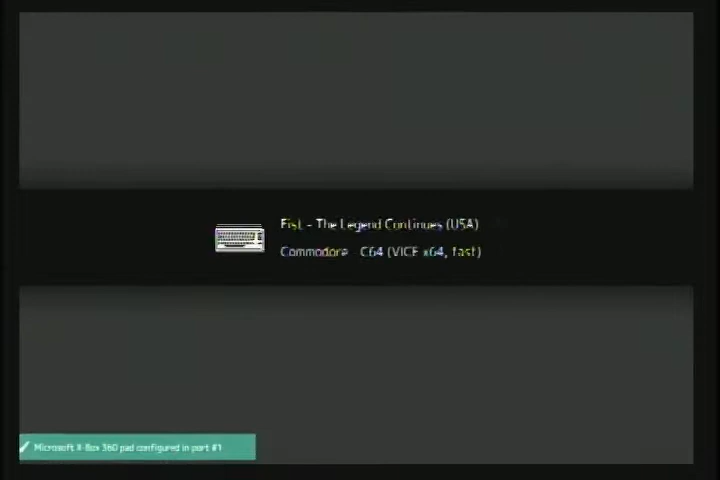 Fist - The Legend Continues (USA)
Commodore - C64 (VICE x64, fast)
Microsoft X-Box 360 pad configured in port #1